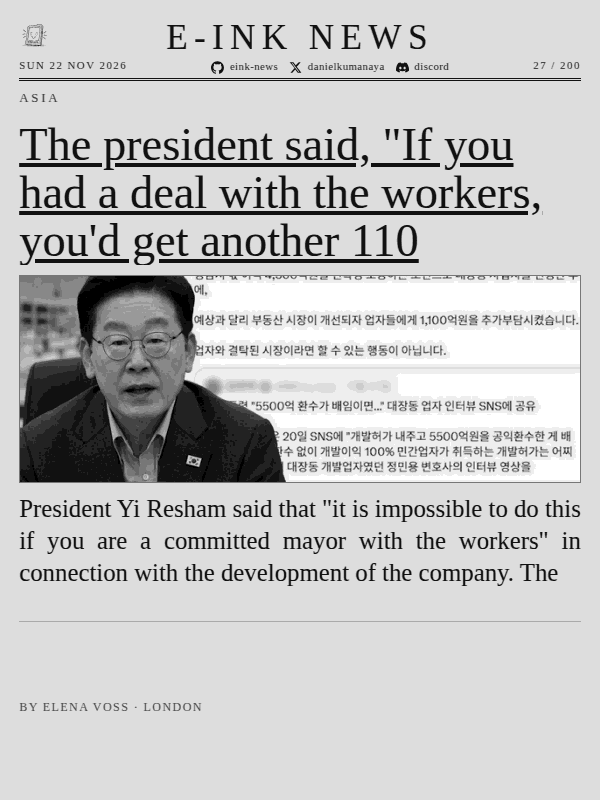 E-INK NEWS
SUN 22 NOV 2026
eink-news danielkumanaya discord
27 / 200
ASIA
The president said, "If you
had a deal with the workers,
you'd get another 110
에,
예상과 달리 부동산 시장이 개선되자 업자들에게 1,100억원을 추가부담시켰습니다.
업자와 결탁된 시장이라면 할 수 있는 행동이 아닙니다.
"5500억 환수가 배임이면..." 대장동 업자 인터뷰 SNS에 공유
20일 SNS에 "개발허가 내주고 5500억원을 공익환수한 게 배
없이 개발이익 100% 민간업자가 취득하는 개발허가는 어찌
대장동 개발업자였던 정민용 변호사의 인터뷰 영상을
President Yi Resham said that "it is impossible to do this
if you are a committed mayor with the workers" in
connection with the development of the company. The
BY ELENA VOSS · LONDON